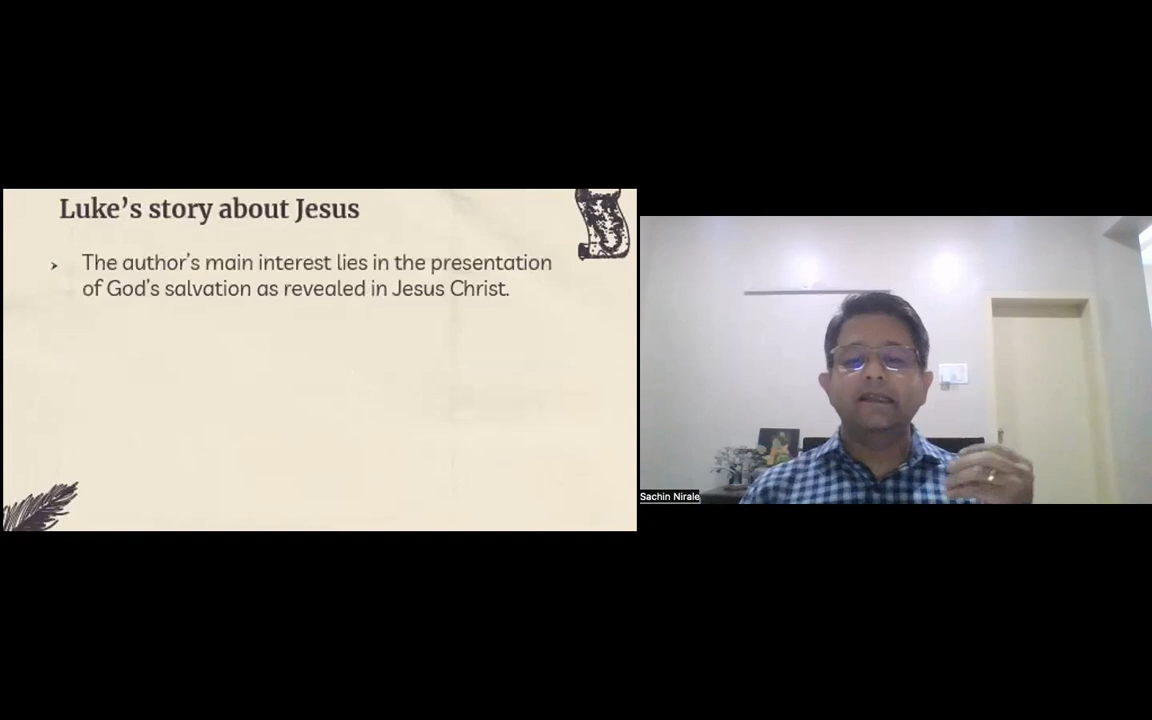 Luke’s story about Jesus
The author’s main interest lies in the presentation
of God’s salvation as revealed in Jesus Christ.
Sachin Nirale